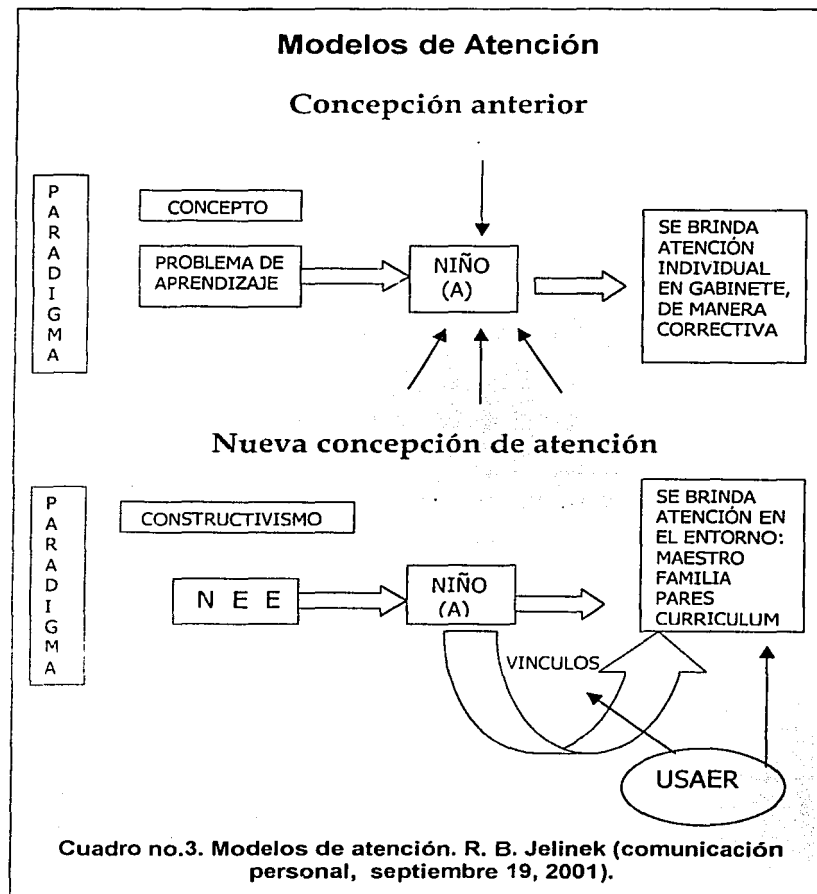 Modelos de Atención
Concepción anterior
PARADIGMA
CONCEPTO
PROBLEMA DE
APRENDIZAJE
NIÑO
(A)
SE BRINDA
ATENCIÓN
INDIVIDUAL
EN GABINETE,
DE MANERA
CORRECTIVA
Nueva concepción de atención
PARADIGMA
CONSTRUCTIVISMO
N E E
NIÑO
(A)
SE BRINDA
ATENCIÓN EN
EL ENTORNO:
MAESTRO
FAMILIA
PARES
CURRICULUM
VINCULOS
USAER
Cuadro no.3. Modelos de atención. R. B. Jelinek (comunicación
personal, septiembre 19, 2001).